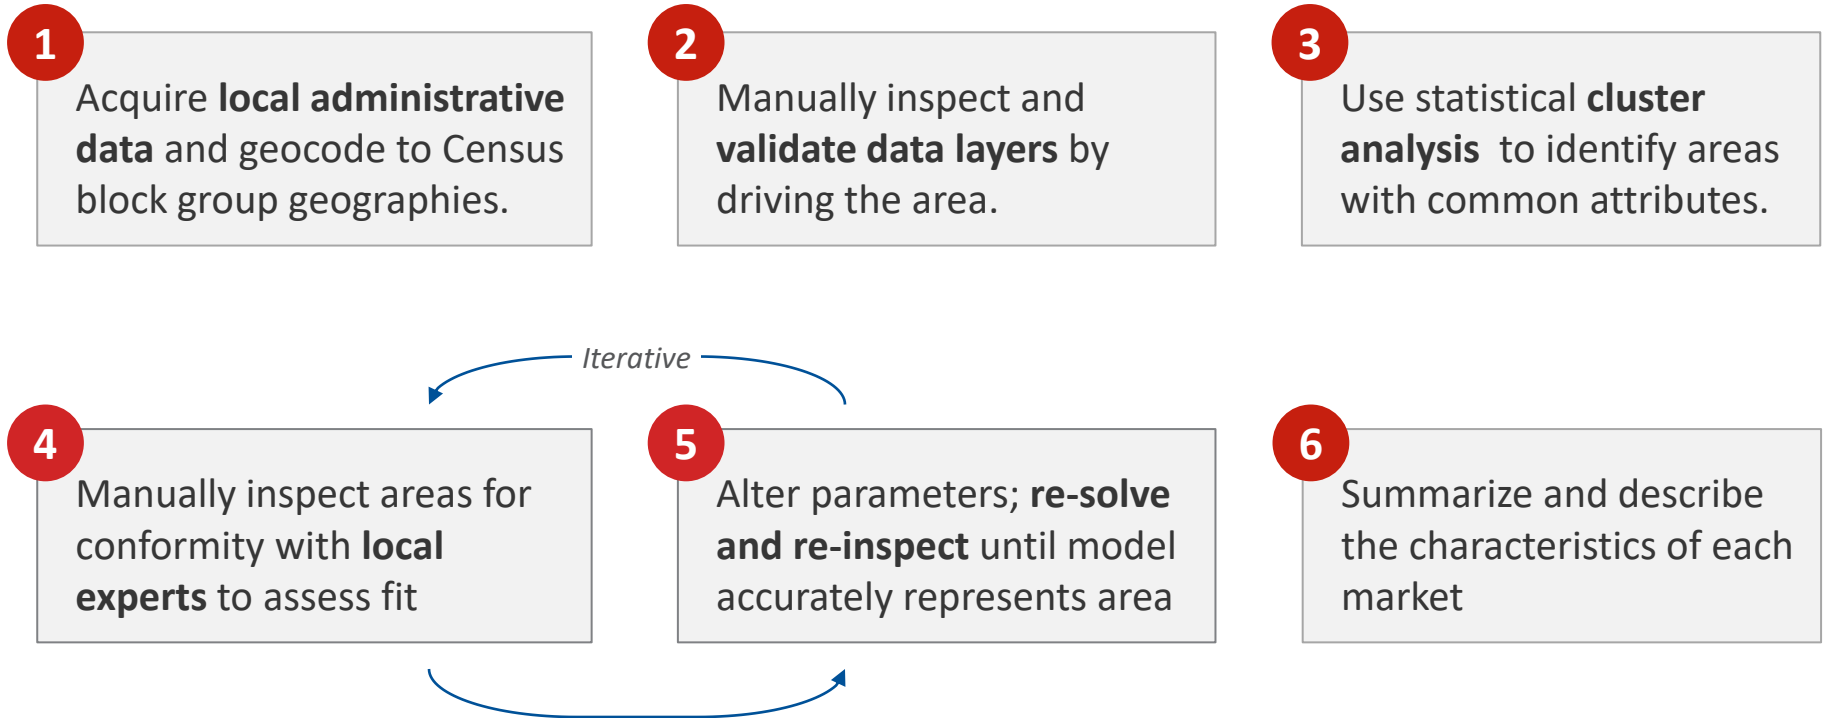 1
Acquire local administrative
data and geocode to Census
block group geographies.
2
Manually inspect and
validate data layers by
driving the area.
3
Use statistical cluster
analysis  to identify areas
with common attributes.
Iterative
4
Manually inspect areas for
conformity with local
experts to assess fit
5
Alter parameters; re-solve
and re-inspect until model
accurately represents area
6
Summarize and describe
the characteristics of each
market